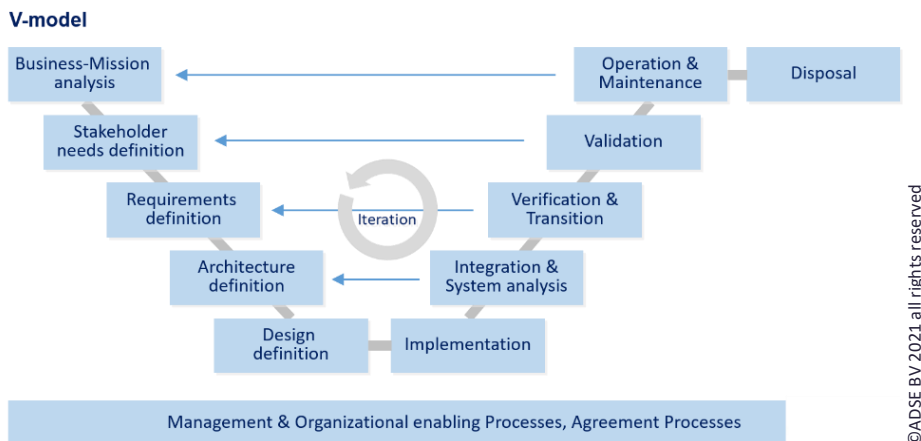 V-model
Business-Mission
analysis
Operation &
Maintenance
Disposal
Stakeholder
needs definition
Validation
Requirements
definition
Iteration
Verification &
Transition
Architecture
definition
Integration &
System analysis
Design
definition
Implementation
Management & Organizational enabling Processes, Agreement Processes
©ADSE BV 2021 all rights reserved